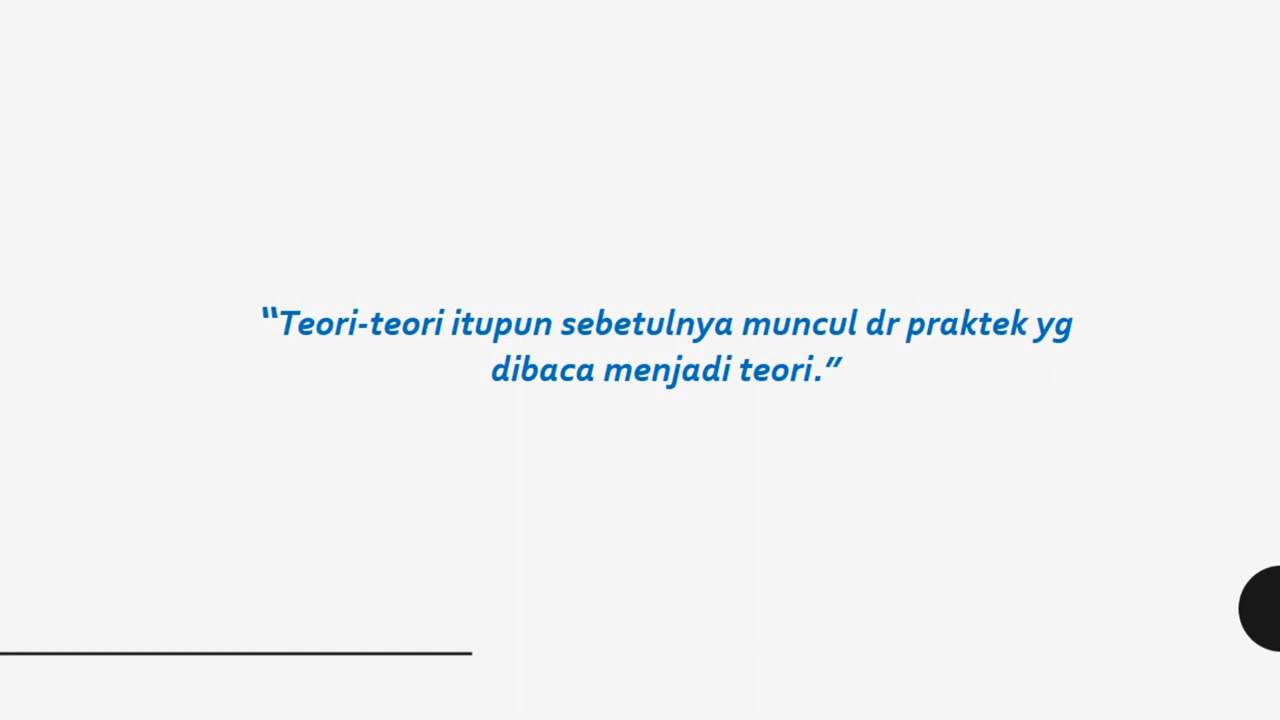 “Teori-teori itupun sebetulnya muncul dr praktek yg
dibaca menjadi teori.”